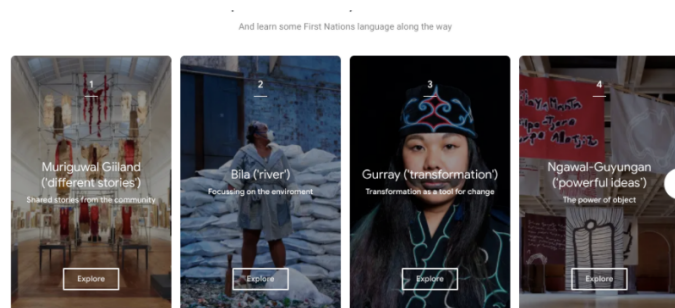 And learn some First Nations language along the way
1
Muriguwal Giiland
('different stories')
Shared stories from the community
Explore
2
Bila ('river')
Focussing on the enviroment
Explore
3
Gurray ('transformation')
Transformation as a tool for change
Explore
4
Ngawal-Guyungan
('powerful ideas')
The power of object
Explore